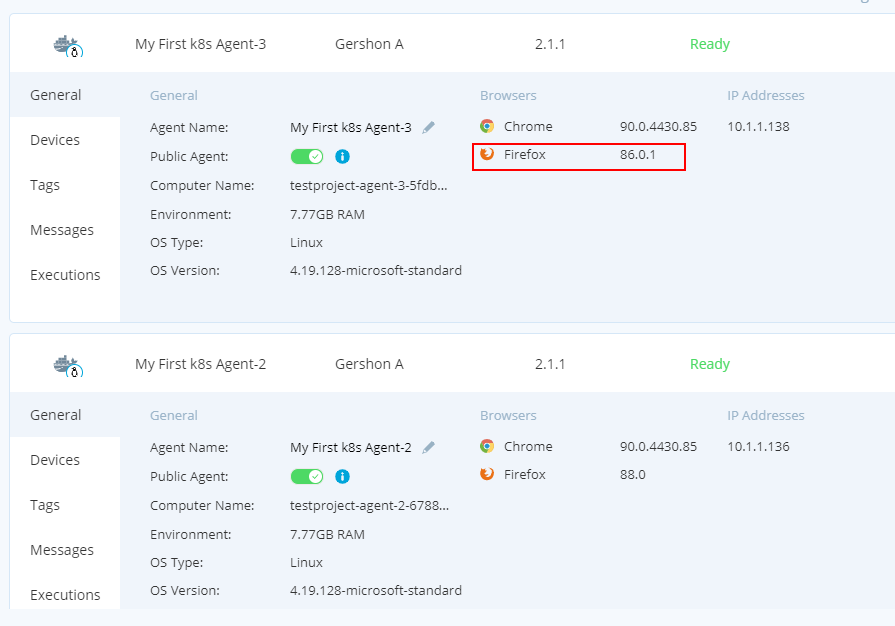 My First k8s Agent-3 Gershon A 2.1.1 Ready
General General Browsers IP Addresses
Agent Name: My First k8s Agent-3 Chrome 90.0.4430.85 10.1.1.138
Devices
Public Agent: Firefox 86.0.1
Tags Computer Name: testproject-agent-3-5fdb...
Environment: 7.77GB RAM
Messages
OS Type: Linux
Executions OS Version: 4.19.128-microsoft-standard
My First k8s Agent-2 Gershon A 2.1.1 Ready
General General Browsers IP Addresses
Agent Name: My First k8s Agent-2 Chrome 90.0.4430.85 10.1.1.136
Devices
Public Agent: Firefox 88.0
Tags Computer Name: testproject-agent-2-6788...
Environment: 7.77GB RAM
Messages
OS Type: Linux
Executions OS Version: 4.19.128-microsoft-standard